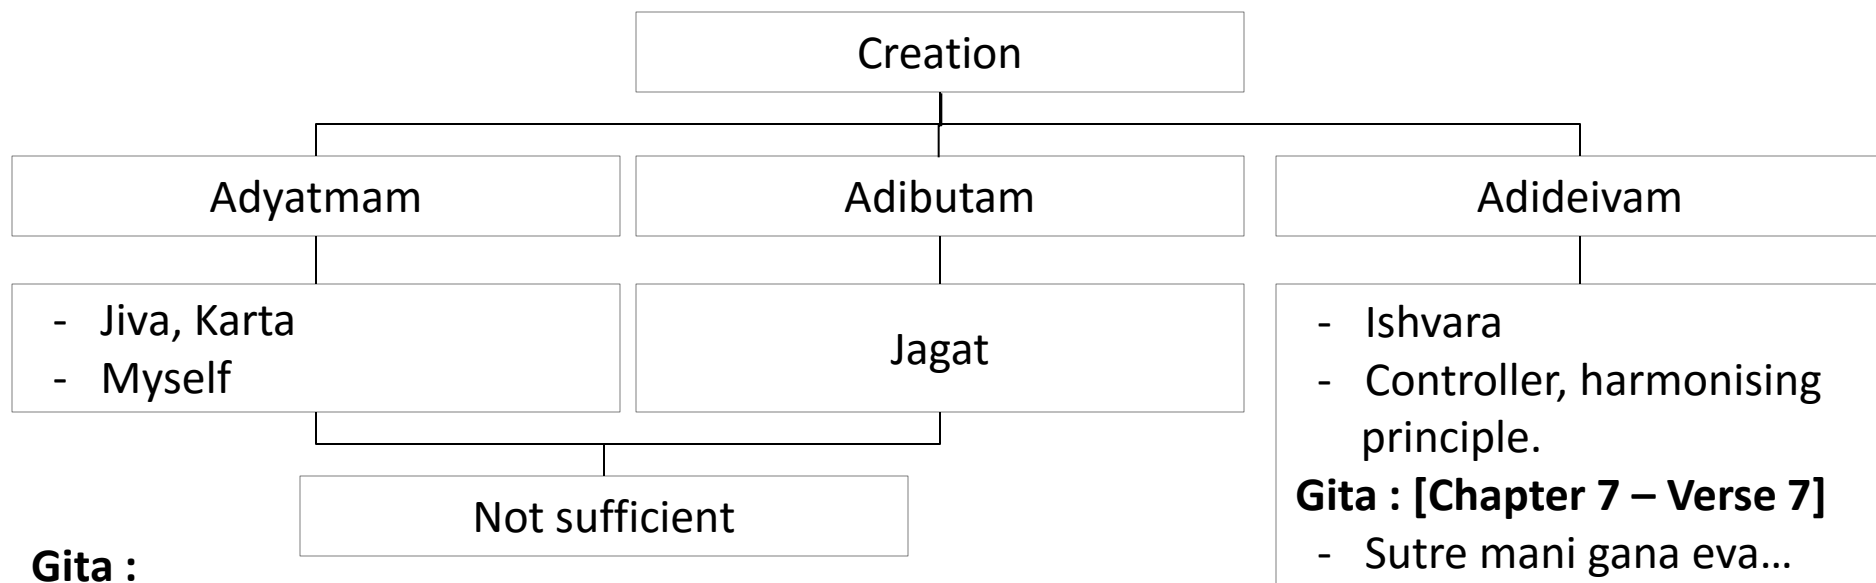 Creation
Adyatmam
Adibutam
Adideivam
- Jiva, Karta
- Myself
Jagat
- Ishvara
- Controller, harmonising
principle.
Gita : [Chapter 7 – Verse 7]
- Sutre mani gana eva...
Not sufficient
Gita :